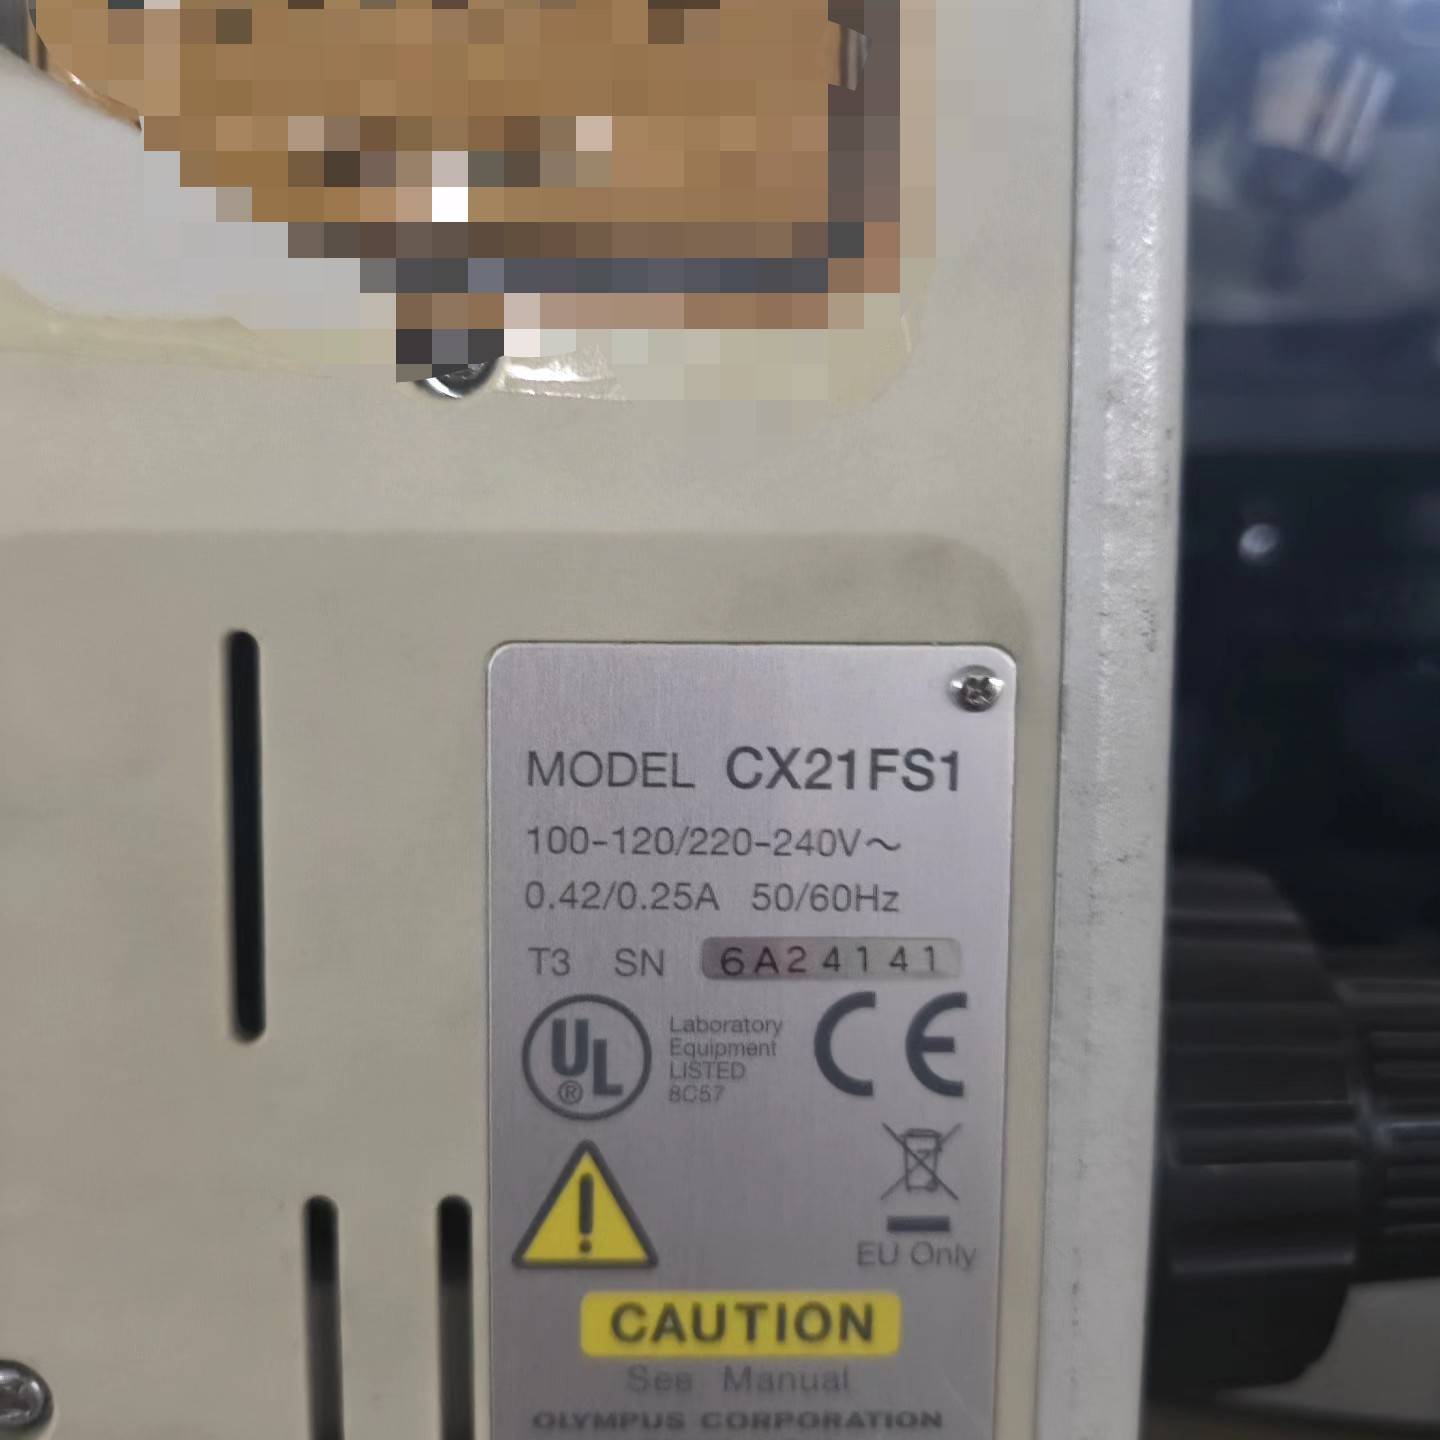 MODEL CX21FS1
100-120/220-240V～
0.42/0.25A 50/60Hz
T3 SN 6A24141
UL
®
Laboratory
Equipment
LISTED
8C57
CE
EU Only
CAUTION
See Manual
OLYMPUS CORPORATION